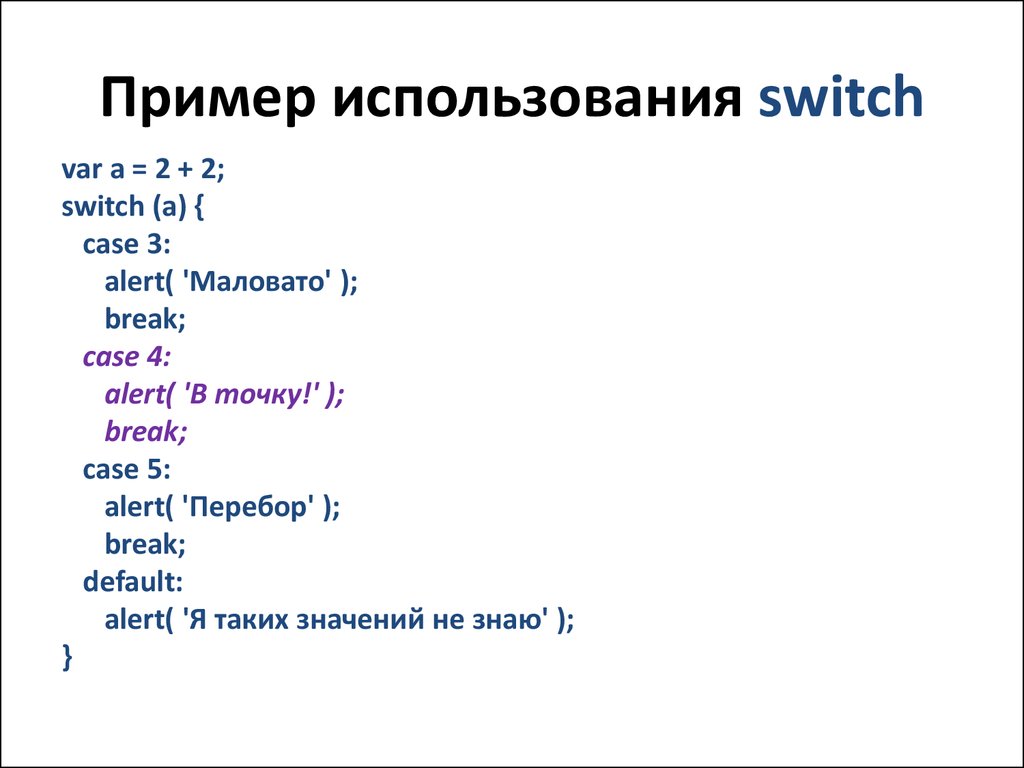 Пример использования switch
var a = 2 + 2;
switch (a) {
case 3:
alert( 'Маловато' );
break;
case 4:
alert( 'В точку!' );
break;
case 5:
alert( 'Перебор' );
break;
default:
alert( 'Я таких значений не знаю' );
}